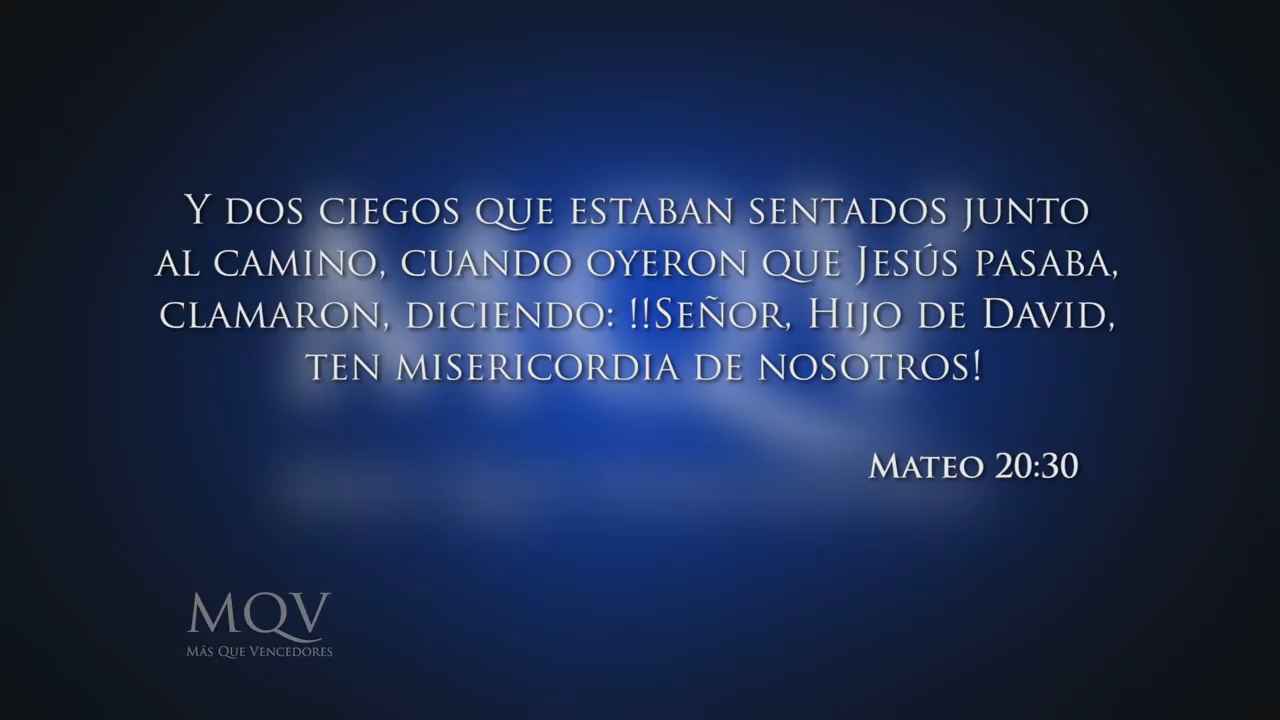 Y dos ciegos que estaban sentados junto
al camino, cuando oyeron que Jesús pasaba,
clamaron, diciendo: !!Señor, Hijo de David,
ten misericordia de nosotros!
Mateo 20:30
MQV
Más Que Vencedores